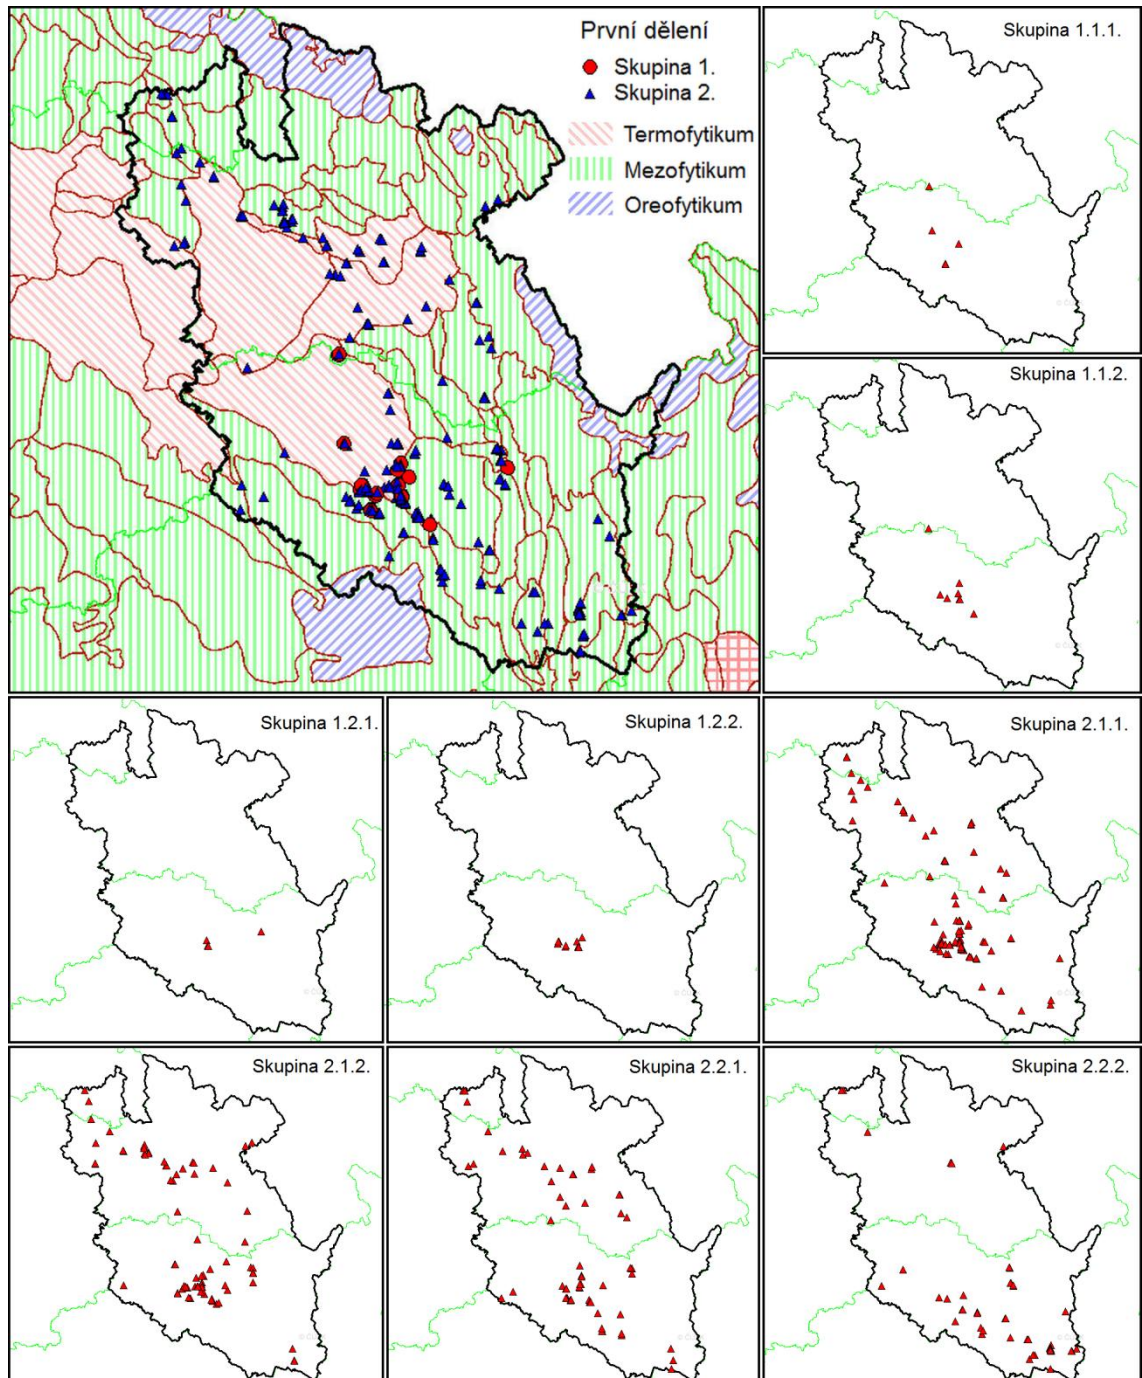 První dělení
Skupina 1.
Skupina 2.
Termofytikum
Mezofytikum
Oreofytikum
Skupina 1.1.1.
Skupina 1.1.2.
Skupina 1.2.1.
Skupina 1.2.2.
Skupina 2.1.1.
Skupina 2.1.2.
Skupina 2.2.1.
Skupina 2.2.2.